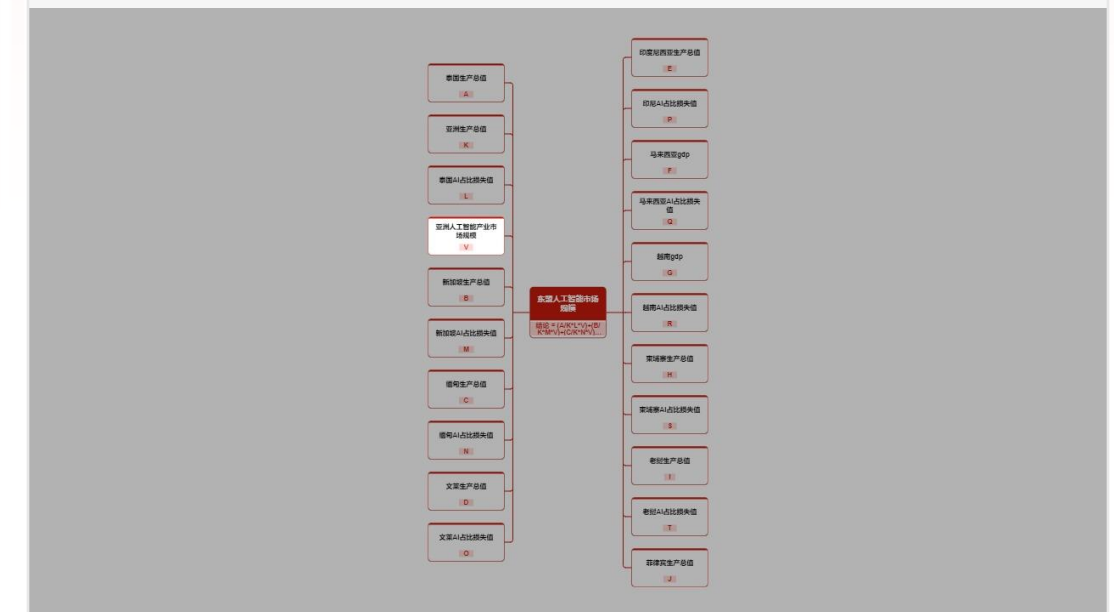 泰国生产总值
A
亚洲生产总值
K
泰国AI占比损失值
L
亚洲人工智能产业市
场规模
V
新加坡生产总值
B
新加坡AI占比损失值
M
缅甸生产总值
C
缅甸AI占比损失值
N
文莱生产总值
D
文莱AI占比损失值
O
东盟人工智能市场
规模
结论 = (A/K*L*V)+(B/
K*M*V)+(C/K*N*V)...
印度尼西亚生产总值
E
印尼AI占比损失值
P
马来西亚gdp
F
马来西亚AI占比损失
值
Q
越南gdp
G
越南AI占比损失值
R
柬埔寨生产总值
H
柬埔寨AI占比损失值
S
老挝生产总值
I
老挝AI占比损失值
T
菲律宾生产总值
J